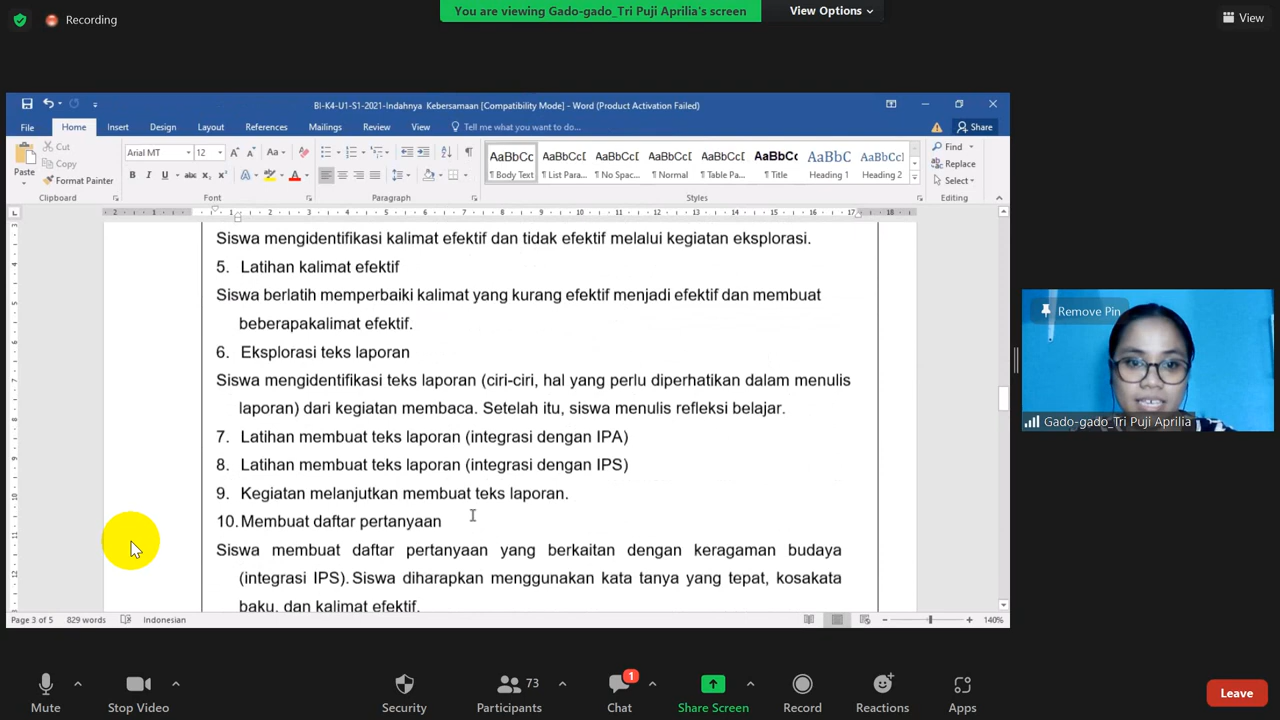 Recording
You are viewing Gado-gado_Tri Puji Aprilia's screen
View Options
View
BI-K4-U1-S1-2021-Indahnya Kebersamaan [Compatibility Mode] - Word (Product Activation Failed)
File Home Insert Design Layout References Mailings Review View Tell me what you want to do... Share
Paste
Cut
Copy
Format Painter
Clipboard
Arial MT 12
Font
Paragraph
AaBbCc AaBbCcD AaBbCc AaBbCcD AaBbCcD AaBbCc AaBbC AaBbCcD
¶ Body Text ¶ List Para... ¶ No Spac... ¶ Normal ¶ Table Pa... ¶ Title Heading 1 Heading 2
Styles
Find
Replace
Select
Editing
Siswa mengidentifikasi kalimat efektif dan tidak efektif melalui kegiatan eksplorasi.
5. Latihan kalimat efektif
Siswa berlatih memperbaiki kalimat yang kurang efektif menjadi efektif dan membuat
beberapakalimat efektif.
6. Eksplorasi teks laporan
Siswa mengidentifikasi teks laporan (ciri-ciri, hal yang perlu diperhatikan dalam menulis
laporan) dari kegiatan membaca. Setelah itu, siswa menulis refleksi belajar.
7. Latihan membuat teks laporan (integrasi dengan IPA)
8. Latihan membuat teks laporan (integrasi dengan IPS)
9. Kegiatan melanjutkan membuat teks laporan.
10. Membuat daftar pertanyaan
Siswa membuat daftar pertanyaan yang berkaitan dengan keragaman budaya
(integrasi IPS). Siswa diharapkan menggunakan kata tanya yang tepat, kosakata
baku, dan kalimat efektif.
Page 3 of 5 829 words Indonesian 140%
Remove Pin
Gado-gado_Tri Puji Aprilia
Mute
Stop Video
Security
Participants 73
Chat 1
Share Screen
Record
Reactions
Apps
Leave